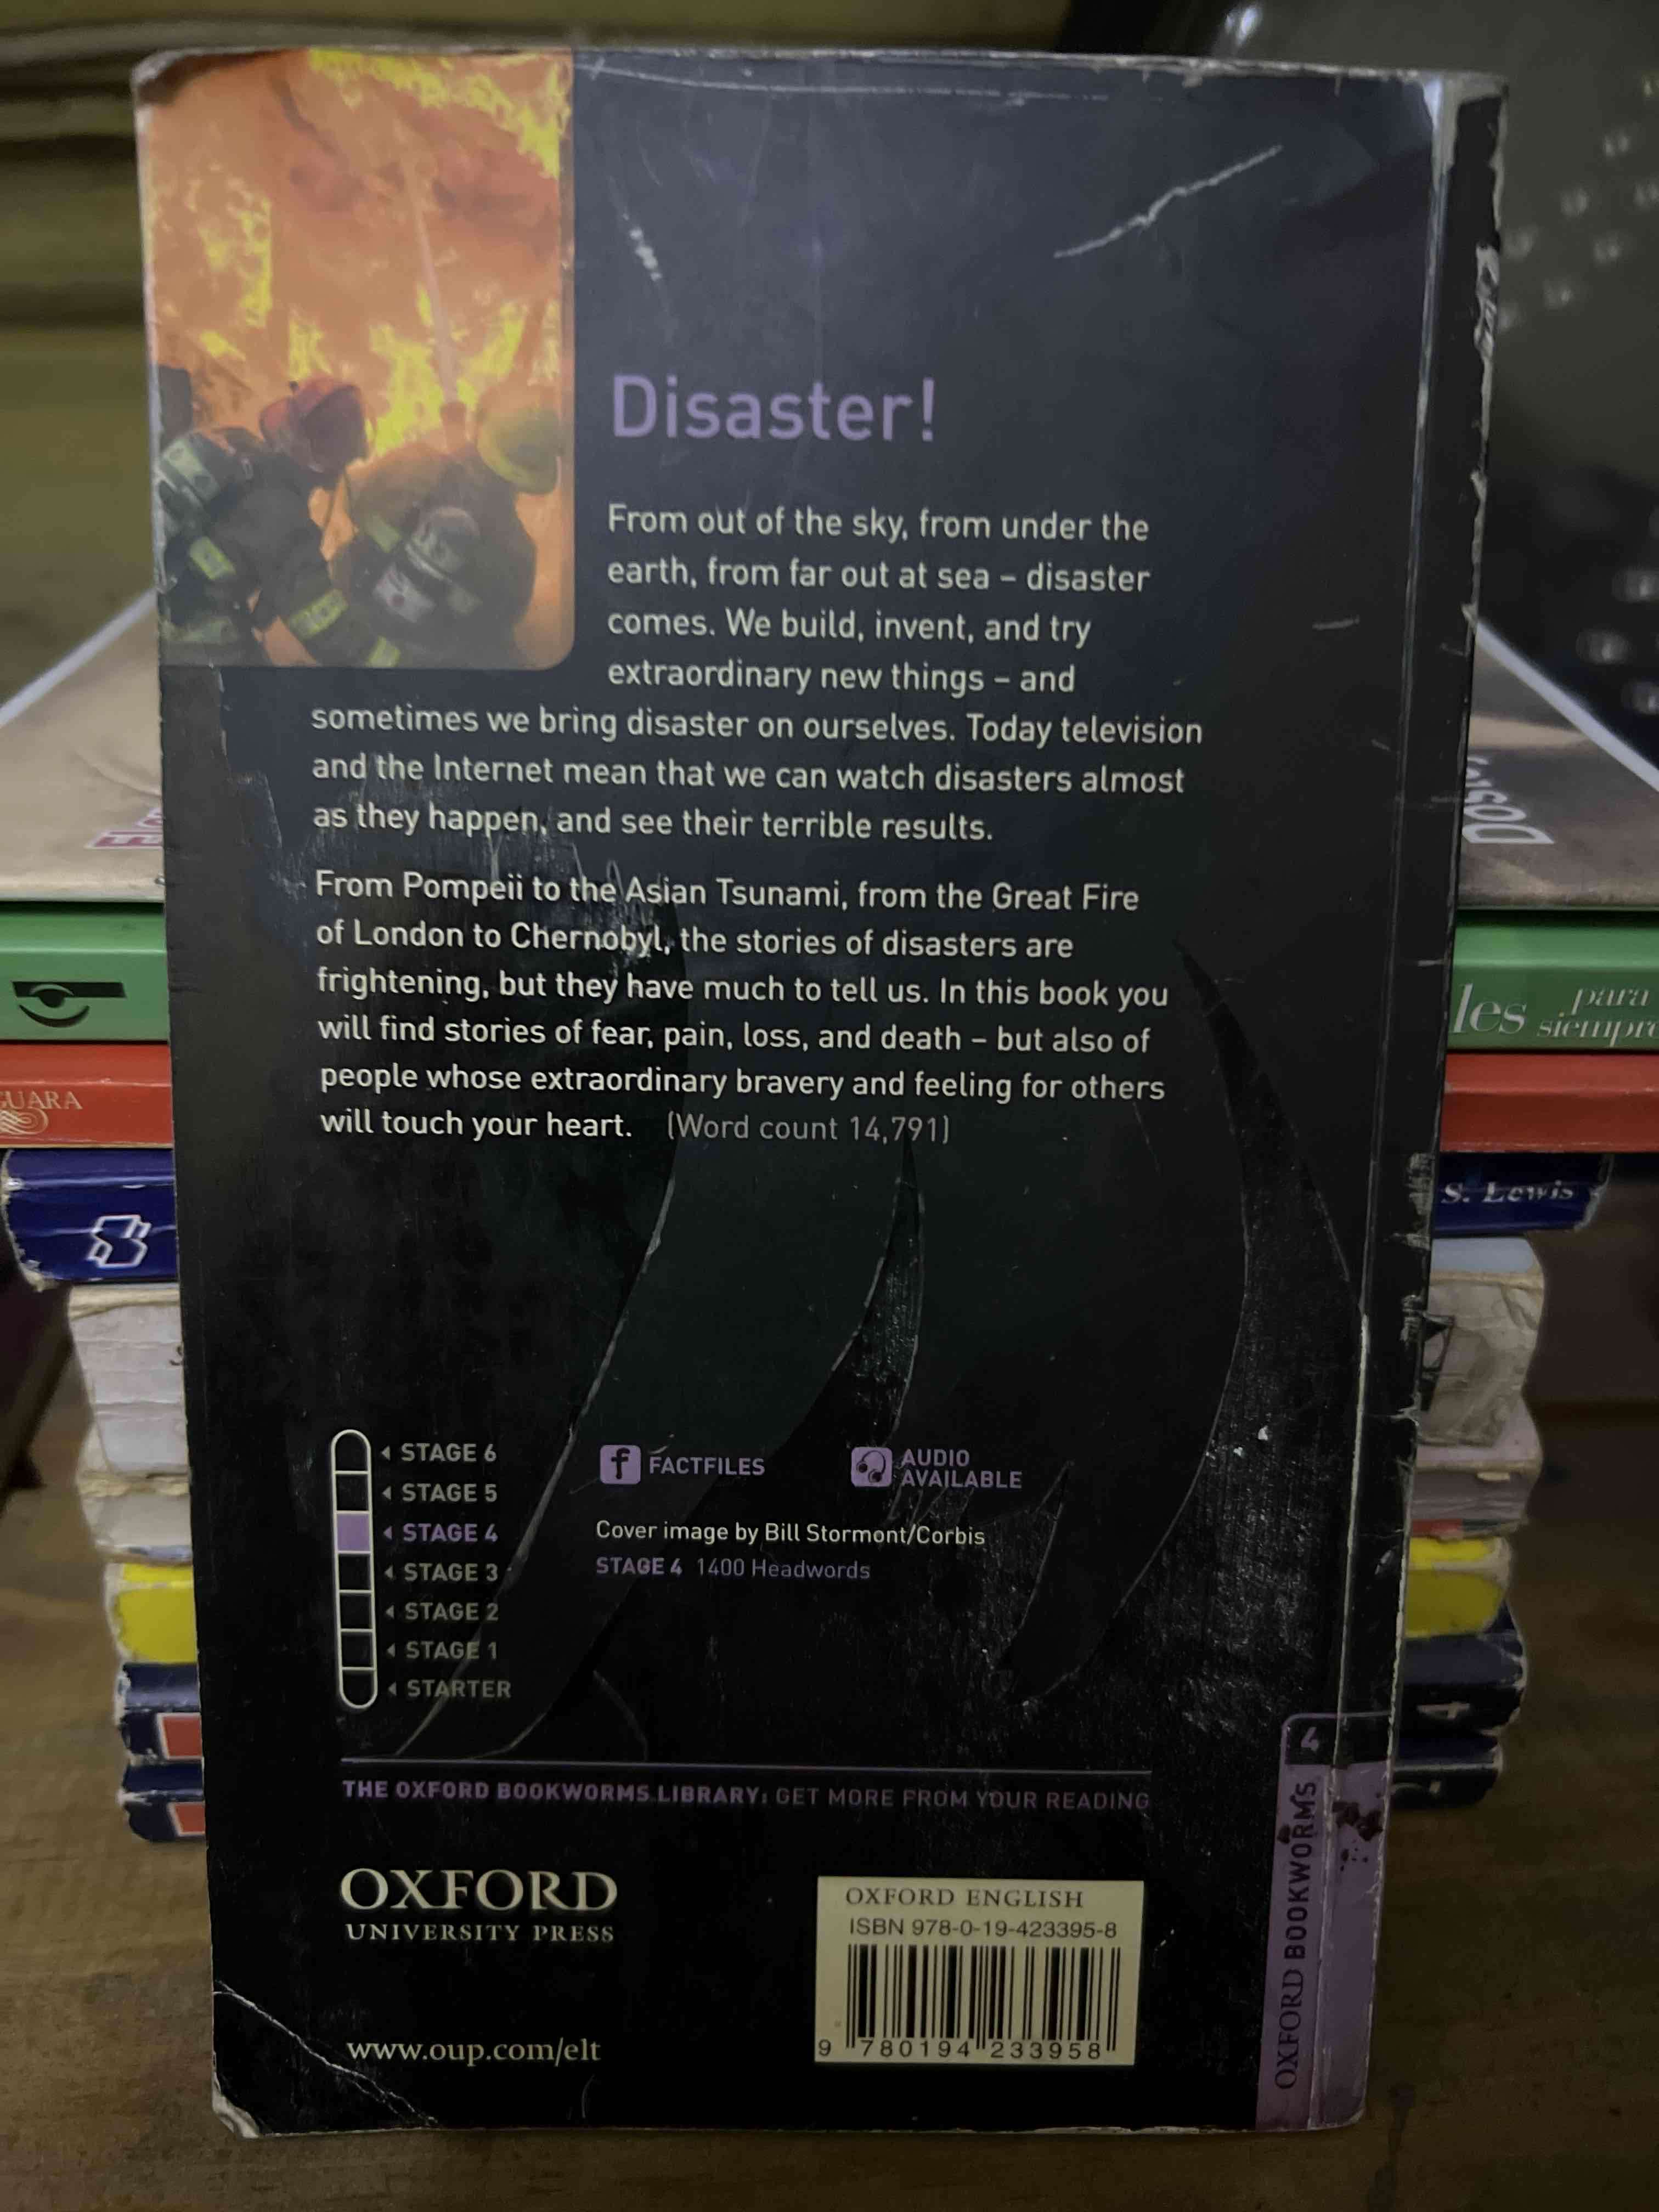 Disaster!
From out of the sky, from under the
earth, from far out at sea – disaster
comes. We build, invent, and try
extraordinary new things – and
sometimes we bring disaster on ourselves. Today television
and the Internet mean that we can watch disasters almost
as they happen, and see their terrible results.
From Pompeii to the Asian Tsunami, from the Great Fire
of London to Chernobyl, the stories of disasters are
frightening, but they have much to tell us. In this book you
will find stories of fear, pain, loss, and death – but also of
people whose extraordinary bravery and feeling for others
will touch your heart. (Word count 14,791)
les para
siempre
UARA
S. Lewis
STAGE 6
STAGE 5
STAGE 4
STAGE 3
STAGE 2
STAGE 1
STARTER
f FACTFILES
AUDIO
AVAILABLE
Cover image by Bill Stormont/Corbis
STAGE 4 1400 Headwords
THE OXFORD BOOKWORMS LIBRARY: GET MORE FROM YOUR READING
4
OXFORD BOOKWORMS
OXFORD
UNIVERSITY PRESS
www.oup.com/elt
OXFORD ENGLISH
ISBN 978-0-19-423395-8
9 780194 233958
4